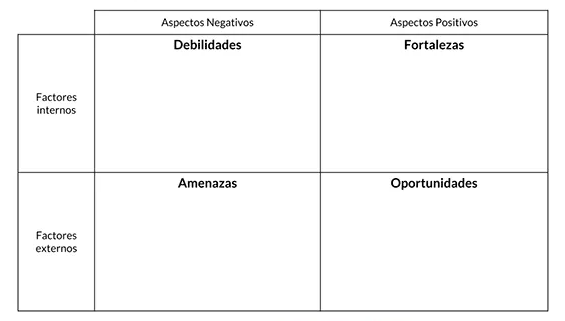 Aspectos Negativos
Aspectos Positivos
Debilidades
Fortalezas
Factores
internos
Amenazas
Oportunidades
Factores
externos